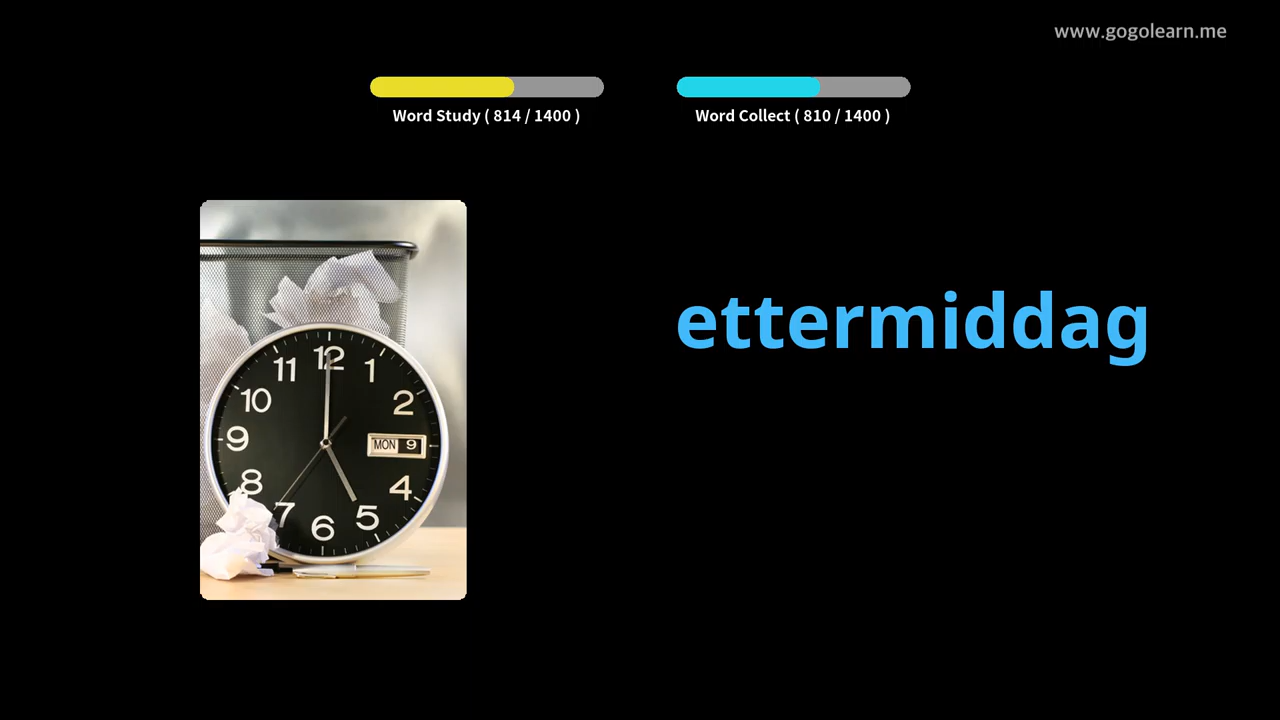 www.gogolearn.me
Word Study ( 814 / 1400 )
Word Collect ( 810 / 1400 )
ettermiddag
12
11
1
10
2
9
MON 9
8
4
7
5
6